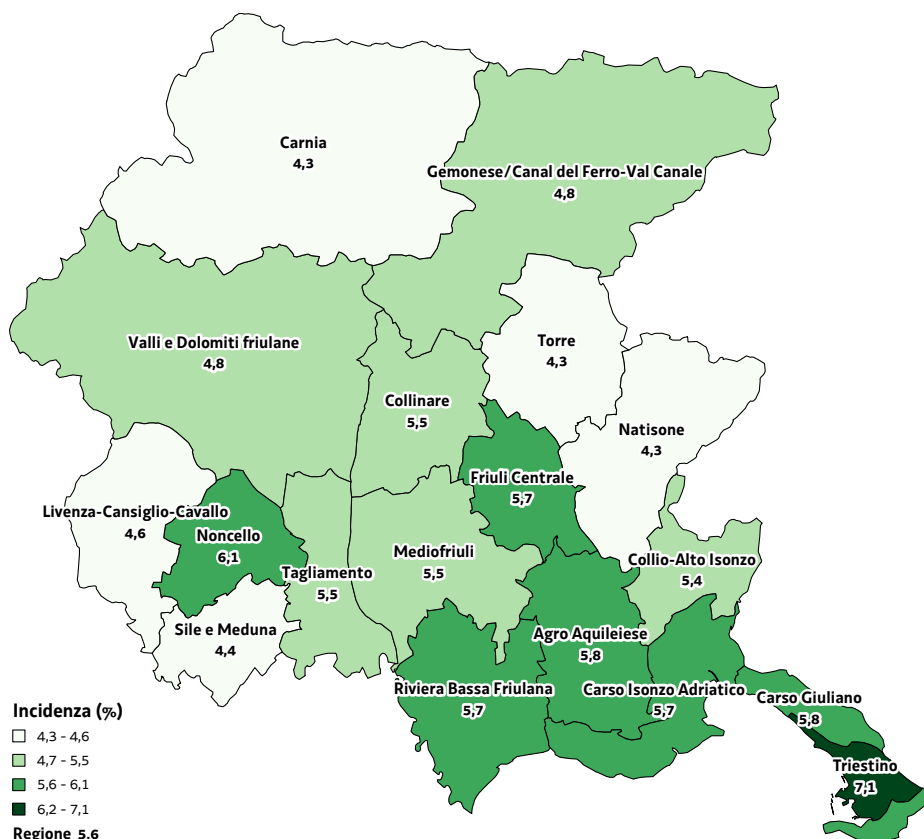 Carnia
4,3
Gemonese/Canal del Ferro-Val Canale
4,8
Valli e Dolomiti friulane
4,8
Torre
4,3
Collinare
5,5
Natisone
4,3
Friuli Centrale
5,7
Livenza-Cansiglio-Cavallo
4,6
Noncello
6,1
Tagliamento
5,5
Mediofriuli
5,5
Collio-Alto Isonzo
5,4
Sile e Meduna
4,4
Agro Aquileiese
5,8
Riviera Bassa Friulana
5,7
Carso Isonzo Adriatico
5,7
Carso Giuliano
5,8
Triestino
7,1
Incidenza (%)
4,3 - 4,6
4,7 - 5,5
5,6 - 6,1
6,2 - 7,1
Regione 5,6